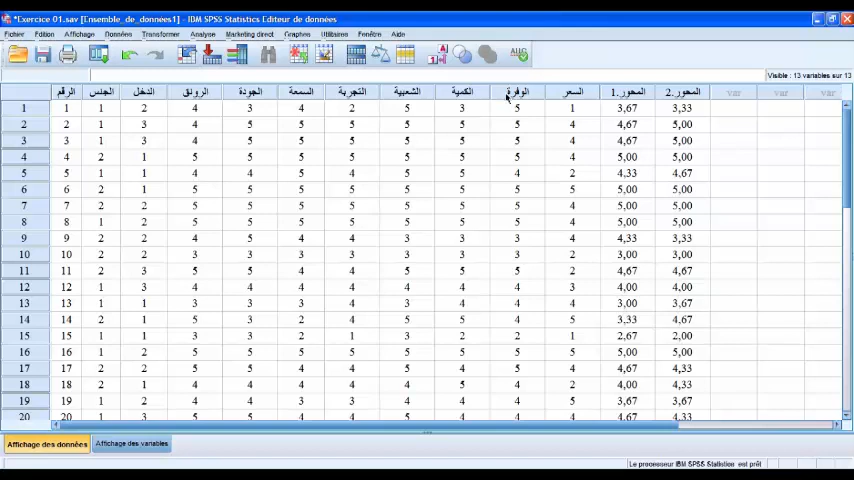 *Exercice 01.sav [Ensemble_de_données1] - IBM SPSS Statistics Editeur de données
Fichier Edition Affichage Données Transformer Analyse Marketing direct Graphes Utilitaires Fenêtre Aide
Visible : 13 variables sur 13
الرقم الجنس الدخل الرونق الجودة السمعة التجربة الشعبية الكمية الوفرة السعر المحور.1 المحور.2 var var var
1 1 1 2 4 3 4 2 5 3 5 1 3,67 3,33
2 2 1 3 4 5 5 5 5 5 5 4 4,67 5,00
3 3 1 3 4 5 5 5 5 5 5 4 4,67 5,00
4 4 2 1 5 5 5 5 5 5 5 4 5,00 5,00
5 5 1 1 4 5 4 5 5 5 4 2 4,33 4,67
6 6 2 1 5 5 5 5 5 5 5 5 5,00 5,00
7 7 2 2 5 5 5 5 5 5 5 4 5,00 5,00
8 8 1 2 5 5 5 5 5 5 5 4 5,00 5,00
9 9 2 2 4 5 4 4 3 3 3 4 4,33 3,33
10 10 2 2 3 3 3 3 3 3 3 2 3,00 3,00
11 11 2 3 5 5 4 4 5 5 5 2 4,67 4,67
12 12 1 3 4 4 4 4 4 4 4 3 4,00 4,00
13 13 1 1 3 3 3 4 3 4 4 4 3,00 3,67
14 14 2 1 5 3 2 4 5 5 4 5 3,33 4,67
15 15 1 1 3 3 2 1 3 2 2 1 2,67 2,00
16 16 1 2 5 5 5 5 5 5 5 5 5,00 5,00
17 17 2 2 5 5 4 4 5 4 4 4 4,67 4,33
18 18 2 1 4 4 4 4 4 5 4 2 4,00 4,33
19 19 1 2 4 4 3 3 4 4 4 5 3,67 3,67
20 20 1 3 5 5 4 4 5 4 4 4 4,67 4,33
Affichage des données Affichage des variables
Le processeur IBM SPSS Statistics est prêt